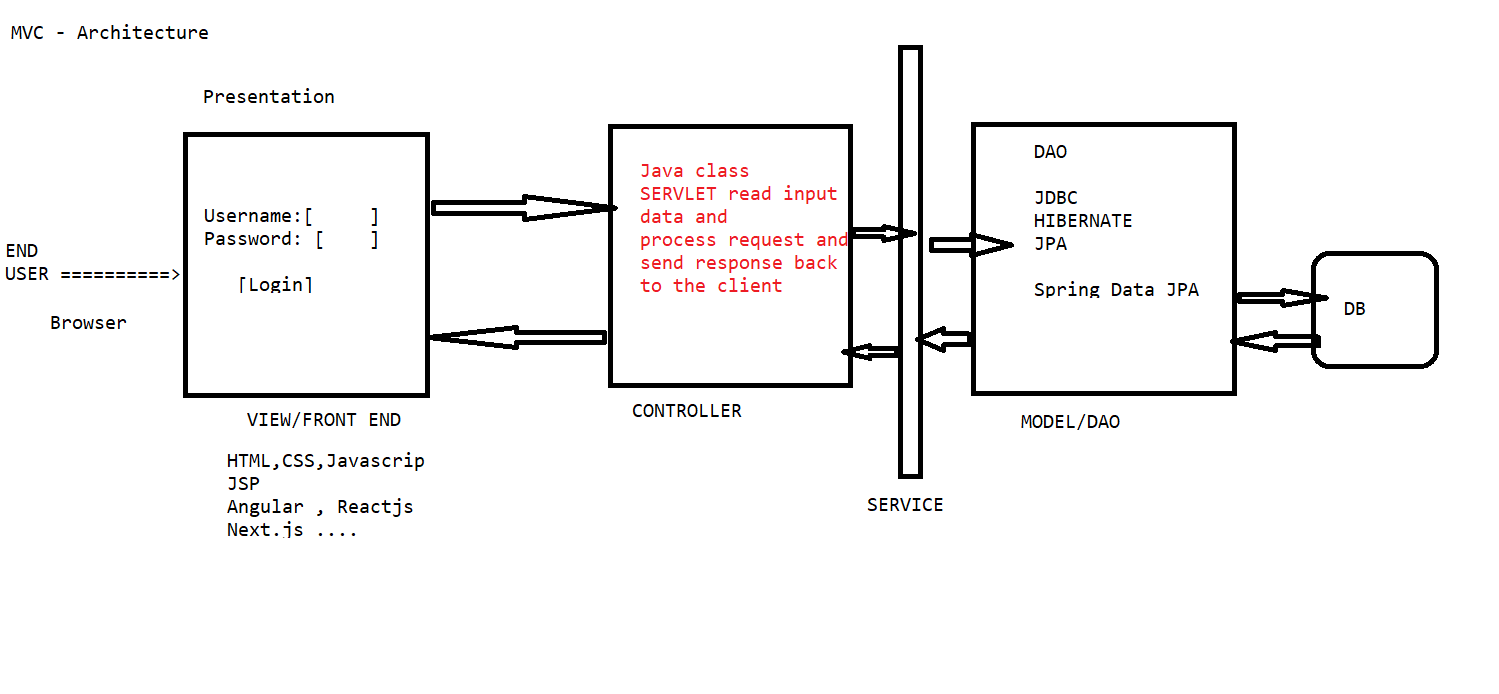 MVC - Architecture
Presentation
Username:[     ]
Password: [    ]
[Login]
END
USER ==========>
Browser
VIEW/FRONT END
HTML,CSS,Javascrip
JSP
Angular , Reactjs
Next.js ....
Java class
SERVLET read input
data and
process request and
send response back
to the client
CONTROLLER
SERVICE
DAO
JDBC
HIBERNATE
JPA
Spring Data JPA
MODEL/DAO
DB